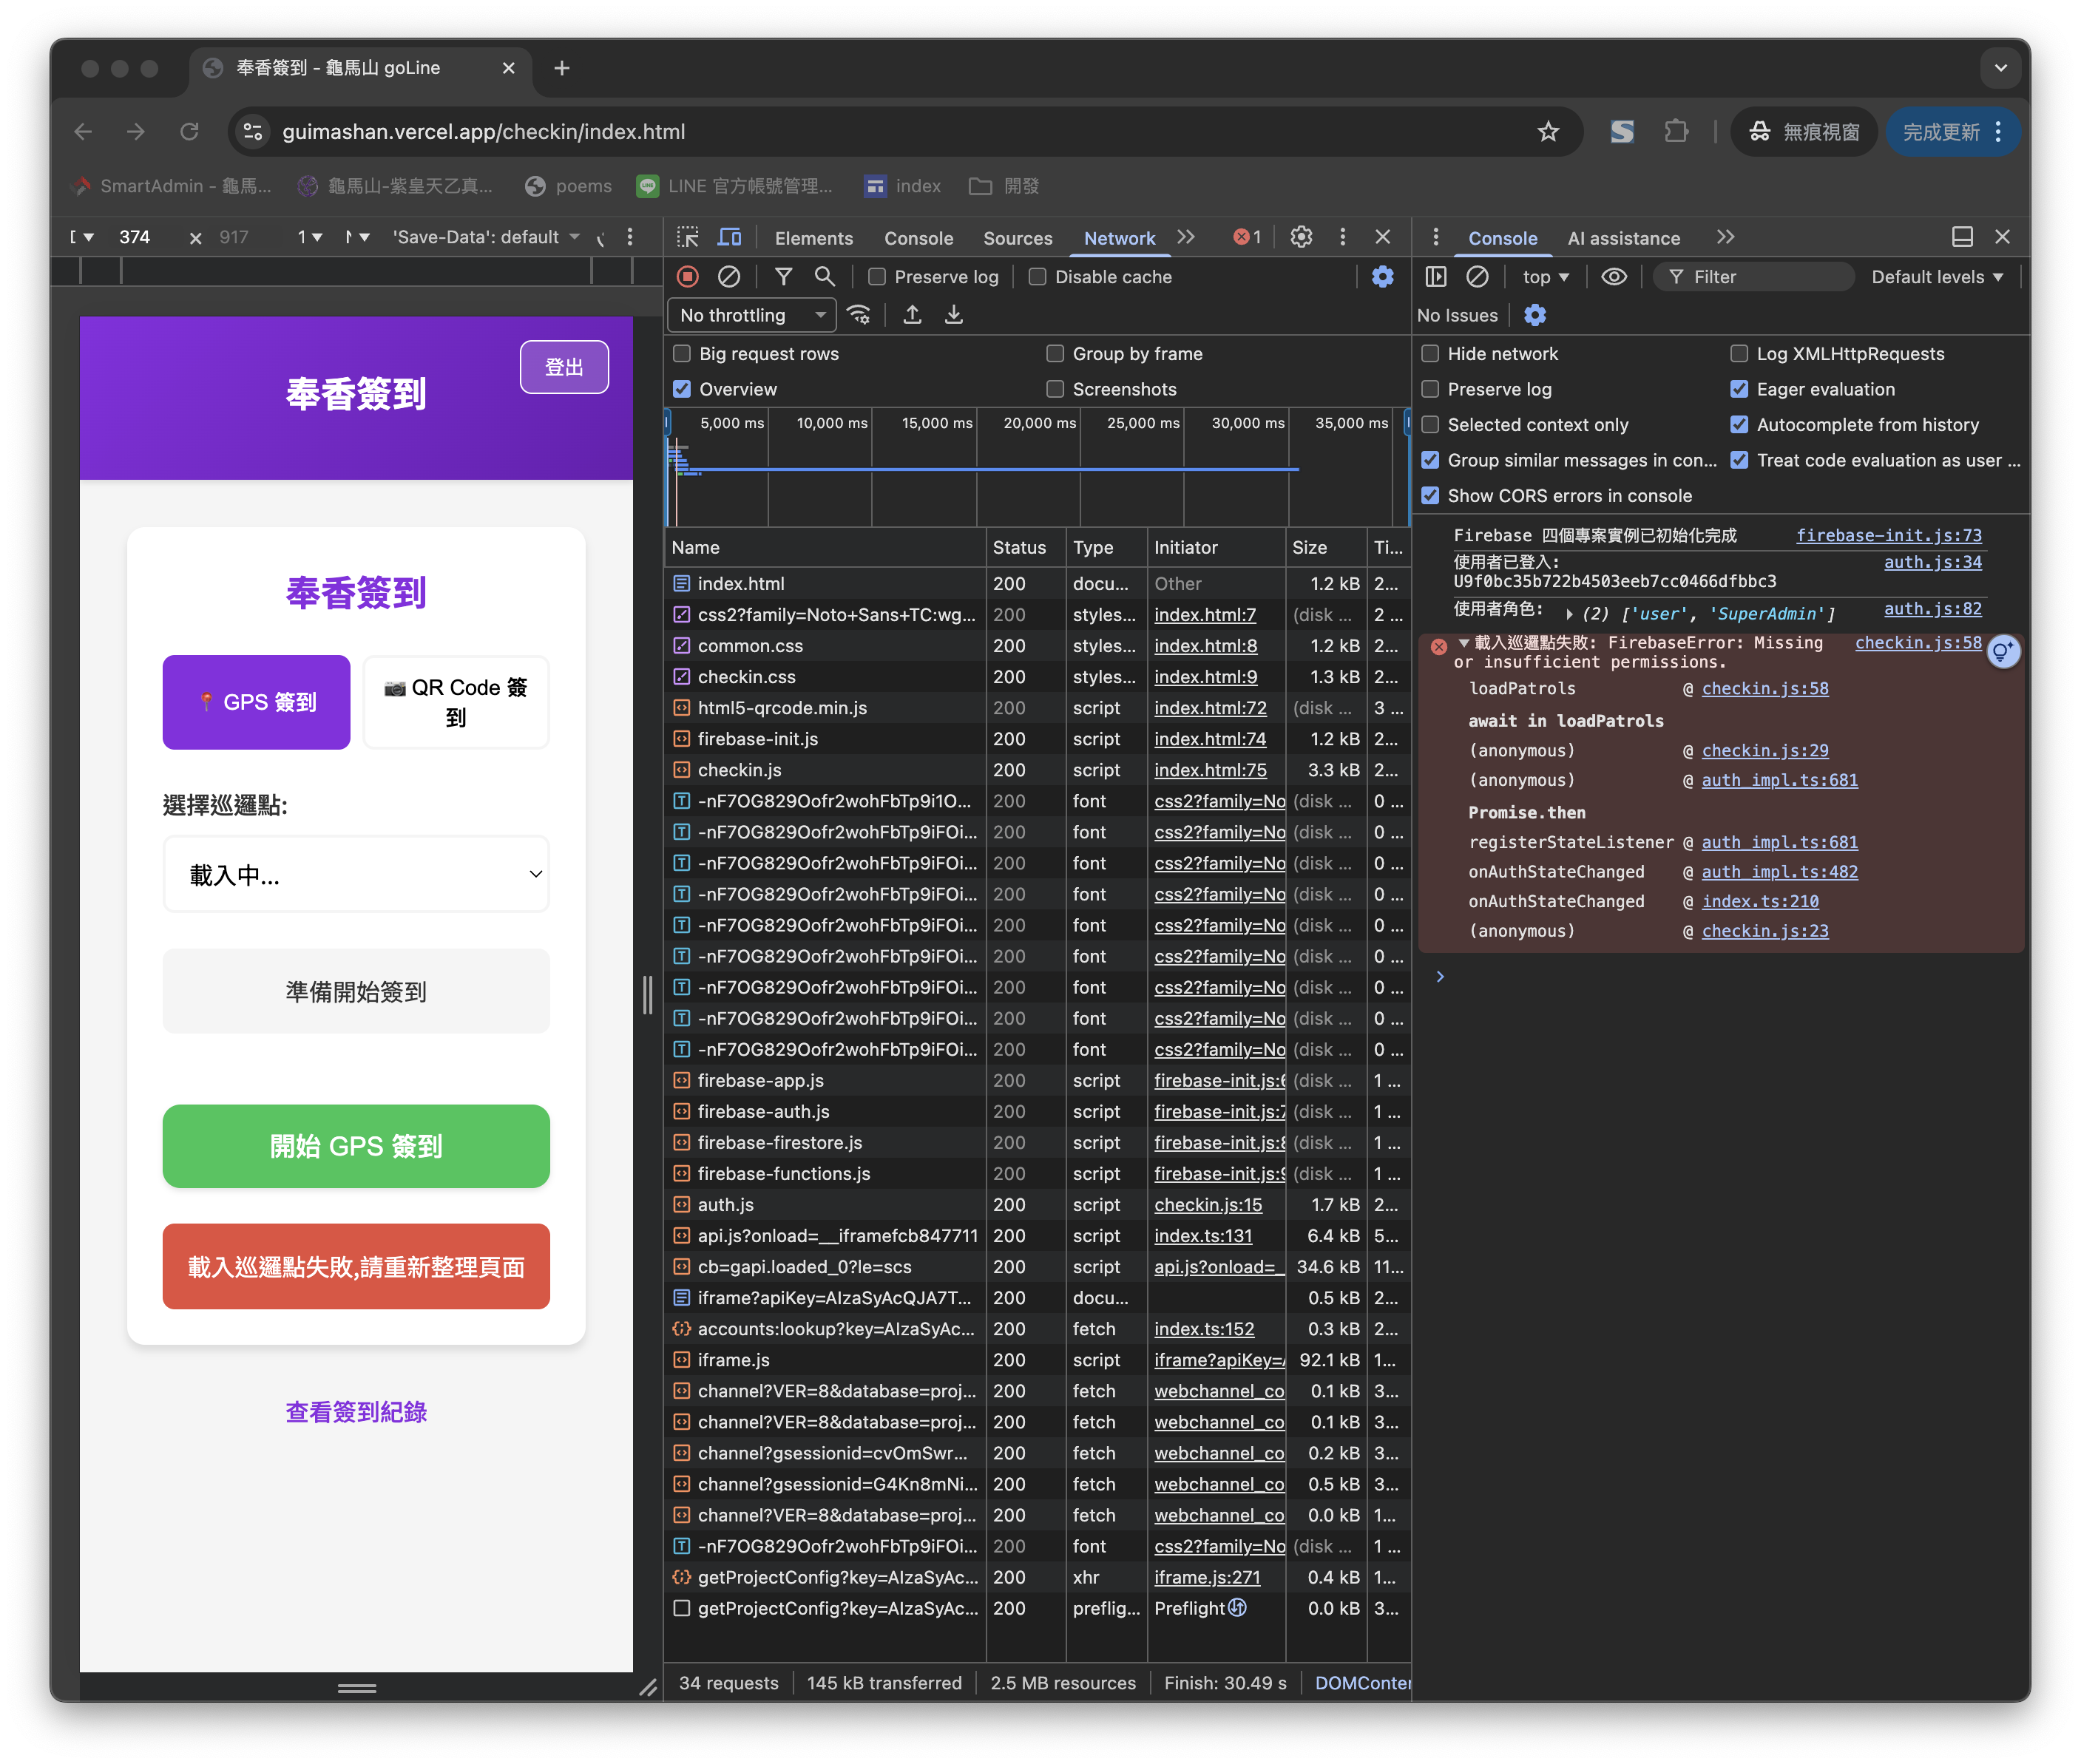 奉香簽到 – 龜馬山 goLine
guimashan.vercel.app/checkin/index.html
無痕視窗
完成更新
SmartAdmin - 龜馬...
龜馬山-紫皇天乙真...
poems
LINE 官方帳號管理...
index
開發
374 × 917
1
'Save-Data': default
登出
奉香簽到
奉香簽到
📍 GPS 簽到
📷 QR Code 簽
到
選擇巡邏點:
載入中...
準備開始簽到
開始 GPS 簽到
載入巡邏點失敗,請重新整理頁面
查看簽到紀錄
Elements Console Sources Network 1
Preserve log Disable cache
No throttling
Big request rows Group by frame
Overview Screenshots
5,000 ms 10,000 ms 15,000 ms 20,000 ms 25,000 ms 30,000 ms 35,000 ms
Name Status Type Initiator Size Ti...
index.html 200 docu... Other 1.2 kB 2...
css2?family=Noto+Sans+TC:wg... 200 styles... index.html:7 (disk ... 2 ...
common.css 200 styles... index.html:8 1.2 kB 2...
checkin.css 200 styles... index.html:9 1.3 kB 2...
html5-qrcode.min.js 200 script index.html:72 (disk ... 3 ...
firebase-init.js 200 script index.html:74 1.2 kB 2...
checkin.js 200 script index.html:75 3.3 kB 2...
-nF7OG829Oofr2wohFbTp9i1O... 200 font css2?family=No (disk ... 0 ...
-nF7OG829Oofr2wohFbTp9iFOi... 200 font css2?family=No (disk ... 0 ...
-nF7OG829Oofr2wohFbTp9iFOi... 200 font css2?family=No (disk ... 0 ...
-nF7OG829Oofr2wohFbTp9iFOi... 200 font css2?family=No (disk ... 0 ...
-nF7OG829Oofr2wohFbTp9iFOi... 200 font css2?family=No (disk ... 0 ...
-nF7OG829Oofr2wohFbTp9iFOi... 200 font css2?family=No (disk ... 0 ...
-nF7OG829Oofr2wohFbTp9iFOi... 200 font css2?family=No (disk ... 0 ...
-nF7OG829Oofr2wohFbTp9iFOi... 200 font css2?family=No (disk ... 0 ...
-nF7OG829Oofr2wohFbTp9iFOi... 200 font css2?family=No (disk ... 0 ...
firebase-app.js 200 script firebase-init.js:6 (disk ... 1 ...
firebase-auth.js 200 script firebase-init.js:7 (disk ... 1 ...
firebase-firestore.js 200 script firebase-init.js:8 (disk ... 1 ...
firebase-functions.js 200 script firebase-init.js:9 (disk ... 1 ...
auth.js 200 script checkin.js:15 1.7 kB 2...
api.js?onload=__iframefcb847711 200 script index.ts:131 6.4 kB 5...
cb=gapi.loaded_0?le=scs 200 script api.js?onload=_ 34.6 kB 11...
iframe?apiKey=AIzaSyAcQJA7T... 200 docu... 0.5 kB 2...
accounts:lookup?key=AIzaSyAc... 200 fetch index.ts:152 0.3 kB 2...
iframe.js 200 script iframe?apiKey=A 92.1 kB 1...
channel?VER=8&database=proj... 200 fetch webchannel_co 0.1 kB 3...
channel?VER=8&database=proj... 200 fetch webchannel_co 0.1 kB 3...
channel?gsessionid=cvOmSwr... 200 fetch webchannel_co 0.2 kB 3...
channel?gsessionid=G4Kn8mNi... 200 fetch webchannel_co 0.5 kB 3...
channel?VER=8&database=proj... 200 fetch webchannel_co 0.0 kB 1...
-nF7OG829Oofr2wohFbTp9iFOi... 200 font css2?family=No (disk ... 1 ...
getProjectConfig?key=AIzaSyAc... 200 xhr iframe.js:271 0.4 kB 1...
getProjectConfig?key=AIzaSyAc... 200 preflig... Preflight 0.0 kB 3...
34 requests 145 kB transferred 2.5 MB resources Finish: 30.49 s DOMConter
Console AI assistance
top Filter Default levels
No Issues
Hide network Log XMLHttpRequests
Preserve log Eager evaluation
Selected context only Autocomplete from history
Group similar messages in con... Treat code evaluation as user ...
Show CORS errors in console
Firebase 四個專案實例已初始化完成 firebase-init.js:73
使用者已登入: auth.js:34
U9f0bc35b722b4503eeb7cc0466dfbbc3
使用者角色: (2) ['user', 'SuperAdmin'] auth.js:82
載入巡邏點失敗: FirebaseError: Missing checkin.js:58
or insufficient permissions.
loadPatrols @ checkin.js:58
await in loadPatrols
(anonymous) @ checkin.js:29
(anonymous) @ auth_impl.ts:681
Promise.then
registerStateListener @ auth_impl.ts:681
onAuthStateChanged @ auth_impl.ts:482
onAuthStateChanged @ index.ts:210
(anonymous) @ checkin.js:23